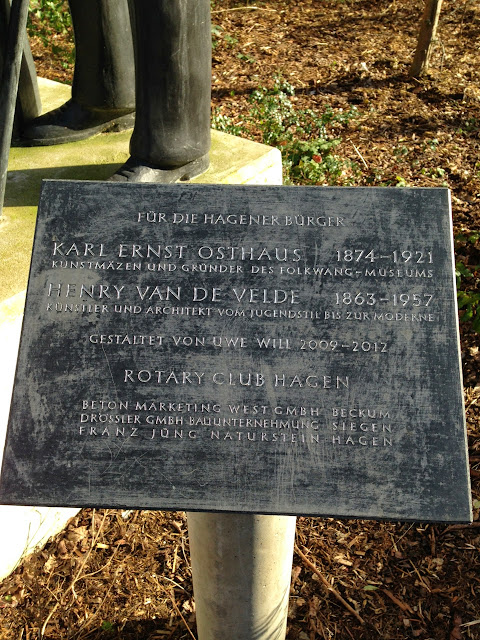 FÜR DIE HAGENER BÜRGER
KARL ERNST OSTHAUS 1874–1921
KUNSTMÄZEN UND GRÜNDER DES FOLKWANG-MUSEUMS
HENRY VAN DE VELDE 1863–1957
KÜNSTLER UND ARCHITEKT VOM JUGENDSTIL BIS ZUR MODERNE
GESTALTET VON UWE WILL 2009–2012
ROTARY CLUB HAGEN
BETON MARKETING WEST GMBH BECKUM
DRÖSSLER GMBH BAUUNTERNEHMUNG SIEGEN
FRANZ JÜNG NATURSTEIN HAGEN